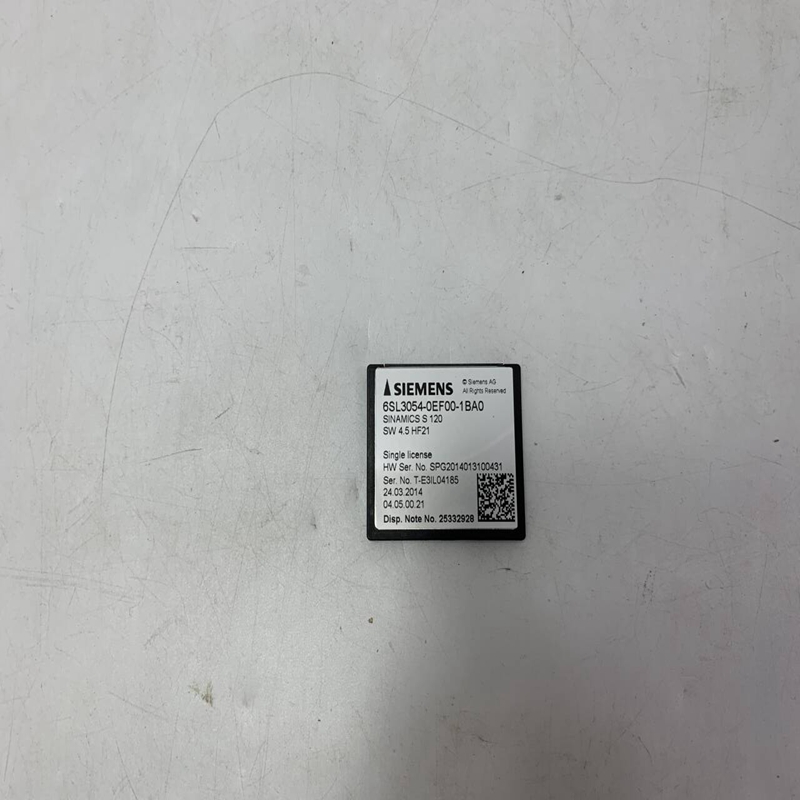 SIEMENS
© Siemens AG
All Rights Reserved
6SL3054-0EF00-1BA0
SINAMICS S 120
SW 4.5 HF21
Single license
HW Ser. No. SPG2014013100431
Ser. No. T-E3IL04185
24.03.2014
04.05.00.21
Disp. Note No. 25332928